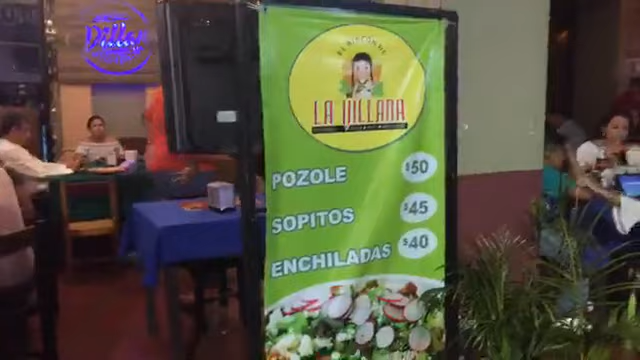 LA VILLANA
POZOLE $50
SOPITOS $45
ENCHILADAS $40